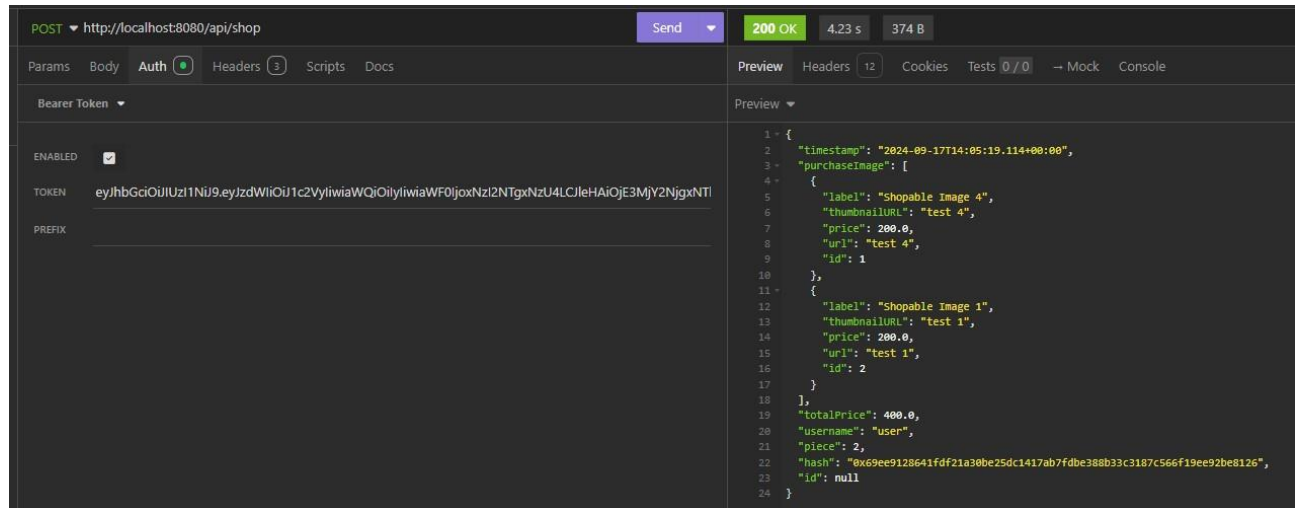 POST http://localhost:8080/api/shop Send
Params Body Auth Headers 3 Scripts Docs
Bearer Token
ENABLED
TOKEN
PREFIX
200 OK 4.23 s 374 B
Preview Headers 12 Cookies Tests 0 / 0 → Mock Console
Preview
1 {
2 "timestamp": "2024-09-17T14:05:19.114+00:00",
3 "purchaseImage": [
4 {
5 "label": "Shopable Image 4",
6 "thumbnailURL": "test 4",
7 "price": 200.0,
8 "url": "test 4",
9 "id": 1
10 },
11 {
12 "label": "Shopable Image 1",
13 "thumbnailURL": "test 1",
14 "price": 200.0,
15 "url": "test 1",
16 "id": 2
17 }
18 ],
19 "totalPrice": 400.0,
20 "username": "user",
21 "piece": 2,
22 "hash": "0x69ee9128641fdf21a30be25dc1417ab7fdbe388b33c3187c566f19ee92be8126",
23 "id": null
24 }